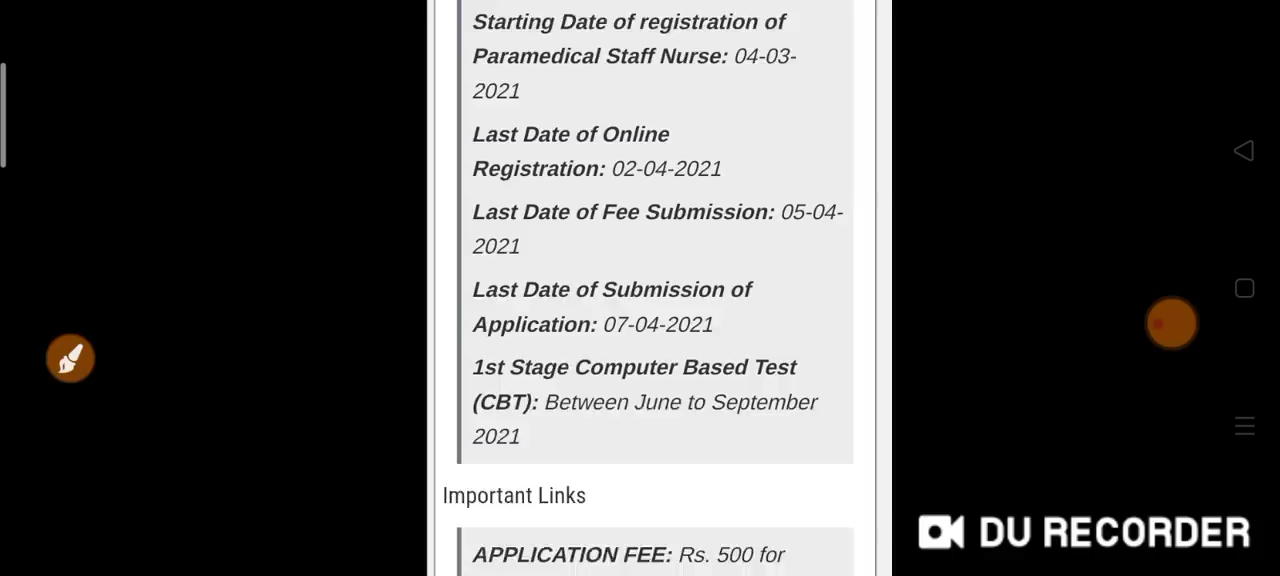 Starting Date of registration of
Paramedical Staff Nurse: 04-03-
2021
Last Date of Online
Registration: 02-04-2021
Last Date of Fee Submission: 05-04-
2021
Last Date of Submission of
Application: 07-04-2021
1st Stage Computer Based Test
(CBT): Between June to September
2021
Important Links
APPLICATION FEE: Rs. 500 for
DU RECORDER